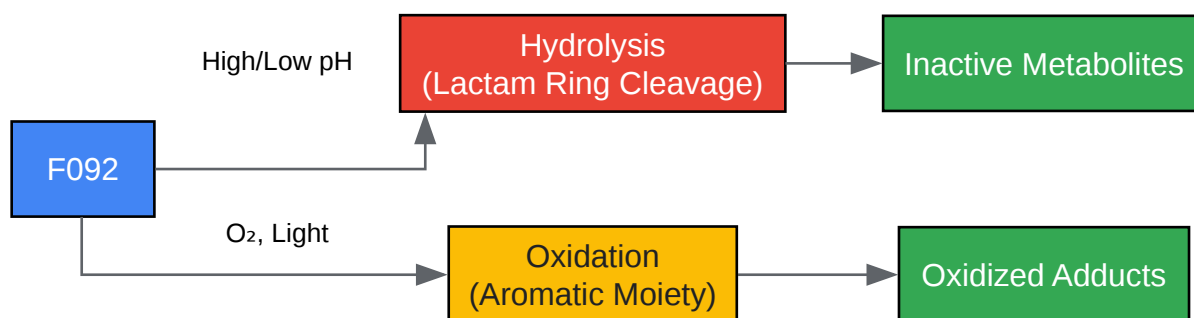 High/Low pH
Hydrolysis
(Lactam Ring Cleavage)
Inactive Metabolites
F092
O₂, Light
Oxidation
(Aromatic Moiety)
Oxidized Adducts